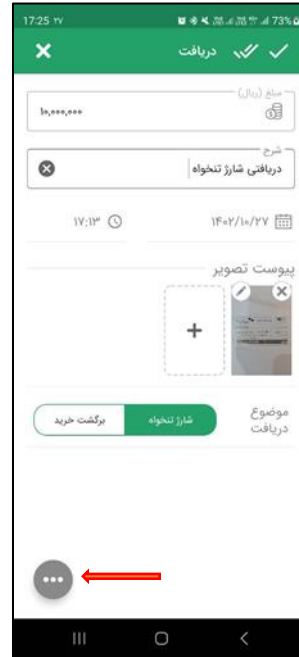 17:25 ۲۷ 73%
دریافت
مبلغ (ریال)
۱۰,۰۰۰,۰۰۰
شرح
دریافتی شارژ تنخواه
۱۴۰۲/۱۰/۲۷ ۱۷:۱۳
پیوست تصویر
موضوع دریافت
شارژ تنخواه برگشت خرید